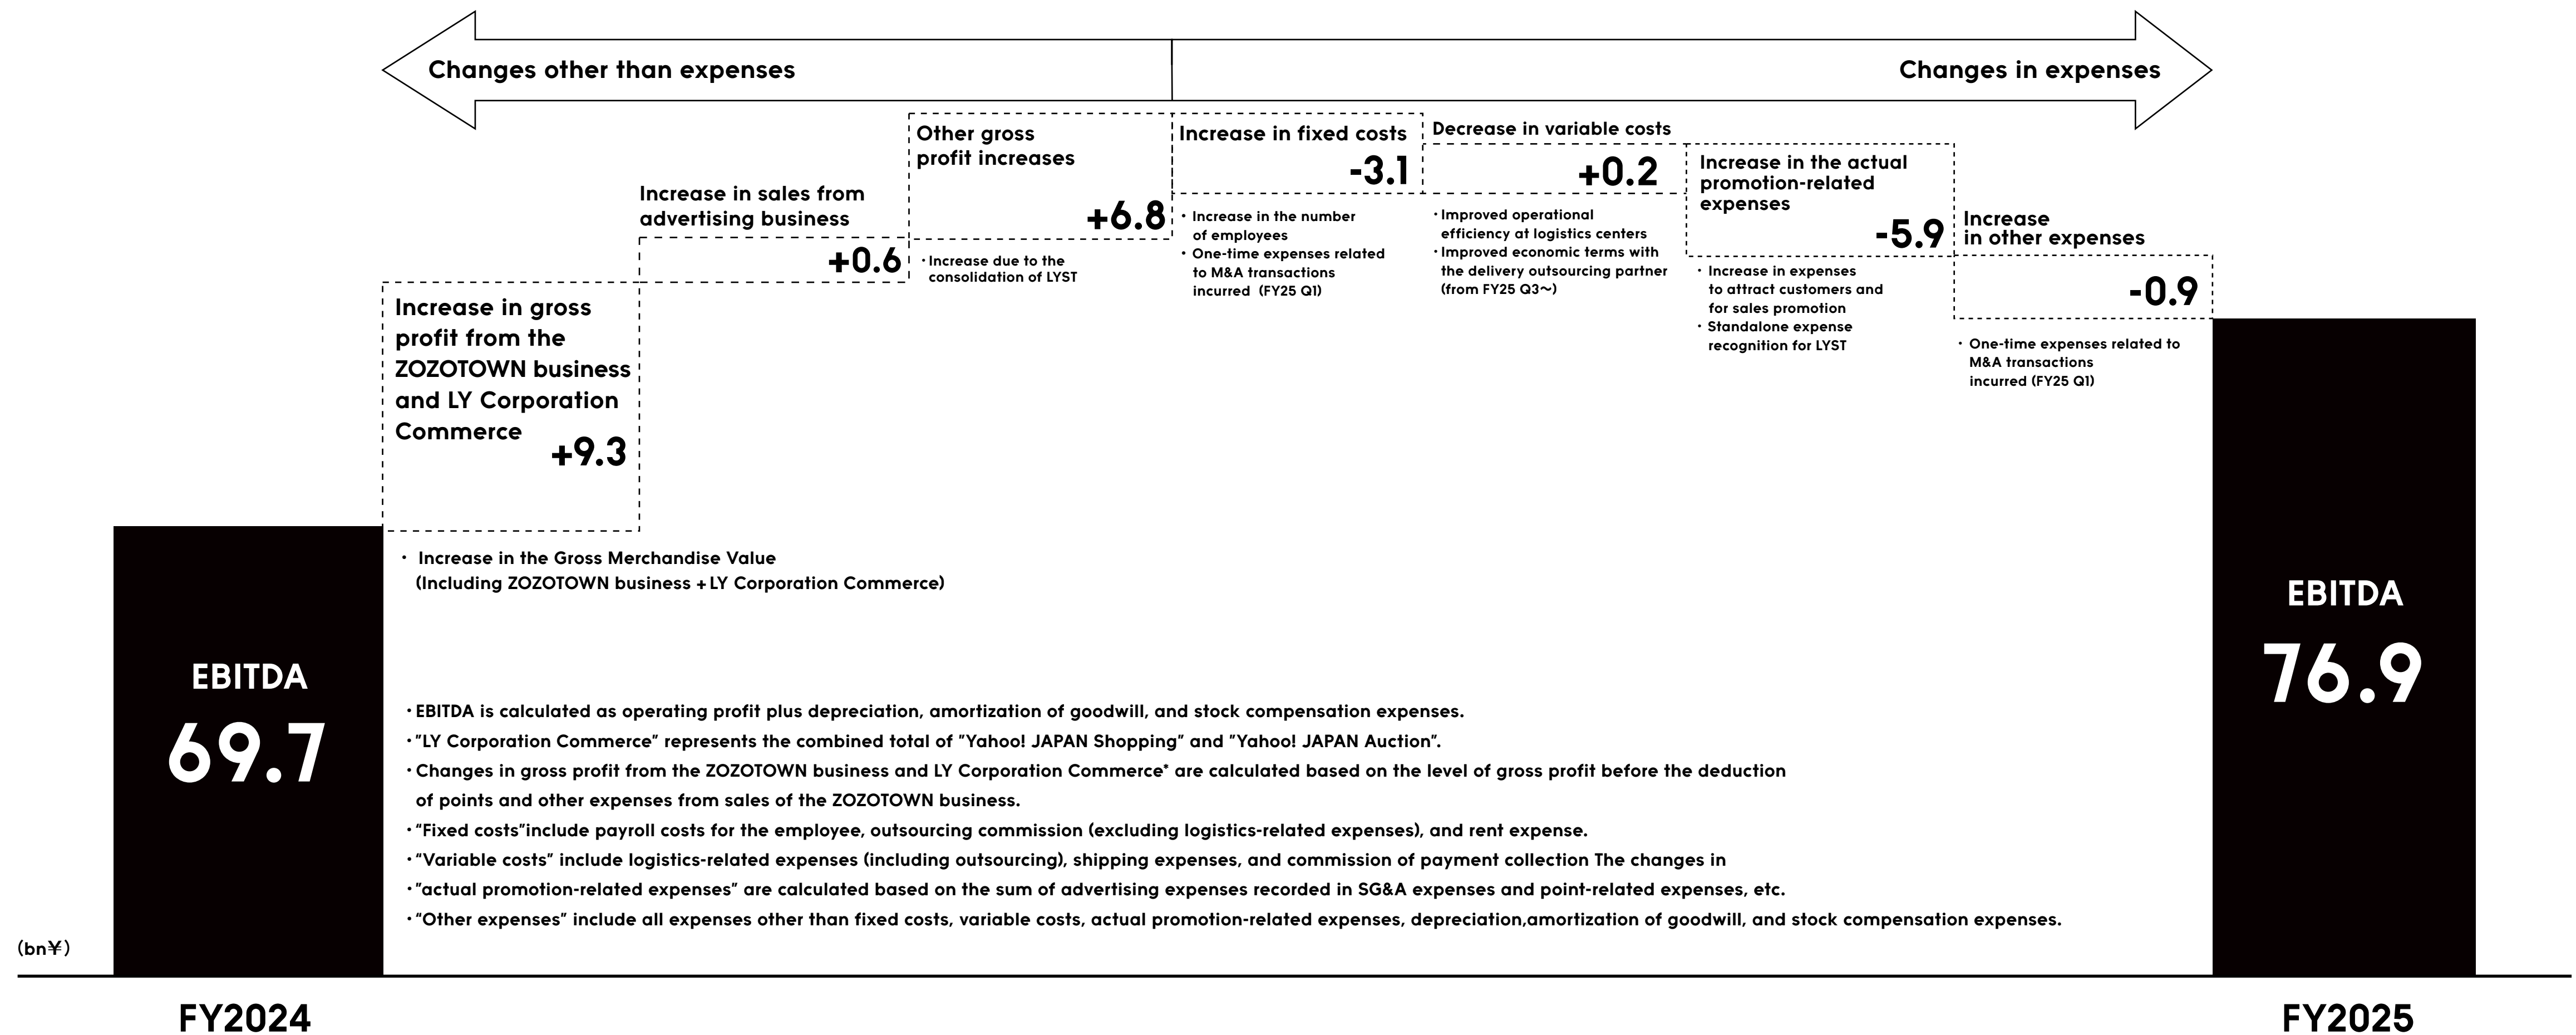 Changes other than expenses
Changes in expenses
Increase in gross
profit from the
ZOZOTOWN business
and LY Corporation
Commerce
+9.3
・ Increase in the Gross Merchandise Value
(Including ZOZOTOWN business +LY Corporation Commerce)
Increase in sales from
advertising business
+0.6
Other gross
profit increases
+6.8
・Increase due to the
consolidation of LYST
Increase in fixed costs
-3.1
・ Increase in the number
of employees
・ One-time expenses related
to M&A transactions
incurred (FY25 Q1)
Decrease in variable costs
+0.2
・Improved operational
efficiency at logistics centers
・Improved economic terms with
the delivery outsourcing partner
(from FY25 Q3〜)
Increase in the actual
promotion-related
expenses
-5.9
・ Increase in expenses
to attract customers and
for sales promotion
・ Standalone expense
recognition for LYST
Increase
in other expenses
-0.9
・ One-time expenses related to
M&A transactions
incurred (FY25 Q1)
EBITDA
69.7
EBITDA
76.9
・EBITDA is calculated as operating profit plus depreciation, amortization of goodwill, and stock compensation expenses.
・"LY Corporation Commerce" represents the combined total of "Yahoo! JAPAN Shopping" and "Yahoo! JAPAN Auction".
・Changes in gross profit from the ZOZOTOWN business and LY Corporation Commerce* are calculated based on the level of gross profit before the deduction
of points and other expenses from sales of the ZOZOTOWN business.
・"Fixed costs"include payroll costs for the employee, outsourcing commission (excluding logistics-related expenses), and rent expense.
・"Variable costs" include logistics-related expenses (including outsourcing), shipping expenses, and commission of payment collection The changes in
・"actual promotion-related expenses" are calculated based on the sum of advertising expenses recorded in SG&A expenses and point-related expenses, etc.
・"Other expenses" include all expenses other than fixed costs, variable costs, actual promotion-related expenses, depreciation,amortization of goodwill, and stock compensation expenses.
(bn¥)
FY2024
FY2025